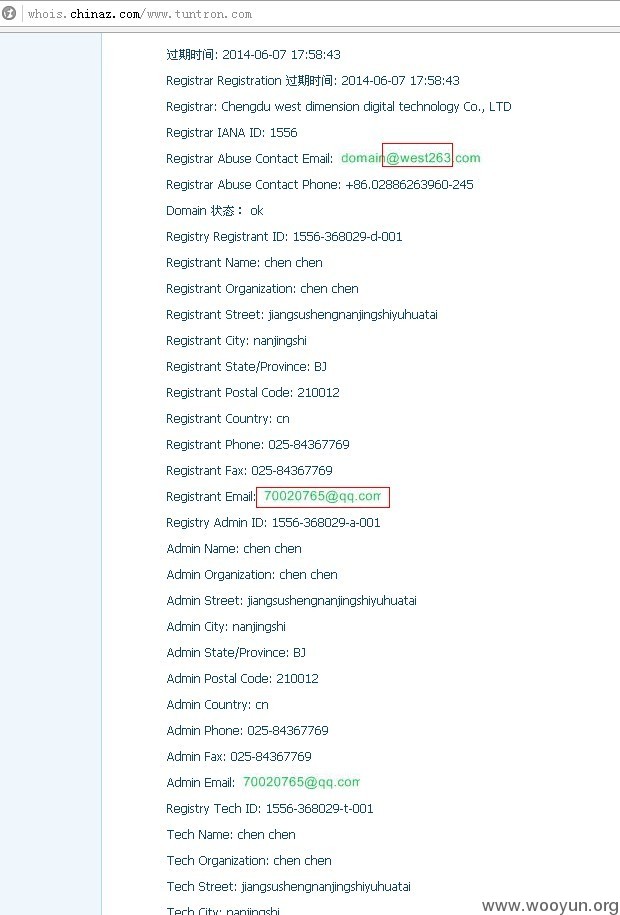 whois.chinaz.com/www.tuntron.com
过期时间: 2014-06-07 17:58:43
Registrar Registration 过期时间: 2014-06-07 17:58:43
Registrar: Chengdu west dimension digital technology Co., LTD
Registrar IANA ID: 1556
Registrar Abuse Contact Email: domain@west263.com
Registrar Abuse Contact Phone: +86.02886263960-245
Domain 状态： ok
Registry Registrant ID: 1556-368029-d-001
Registrant Name: chen chen
Registrant Organization: chen chen
Registrant Street: jiangsushengnanjingshiyuhuatai
Registrant City: nanjingshi
Registrant State/Province: BJ
Registrant Postal Code: 210012
Registrant Country: cn
Registrant Phone: 025-84367769
Registrant Fax: 025-84367769
Registrant Email: 70020765@qq.com
Registry Admin ID: 1556-368029-a-001
Admin Name: chen chen
Admin Organization: chen chen
Admin Street: jiangsushengnanjingshiyuhuatai
Admin City: nanjingshi
Admin State/Province: BJ
Admin Postal Code: 210012
Admin Country: cn
Admin Phone: 025-84367769
Admin Fax: 025-84367769
Admin Email: 70020765@qq.com
Registry Tech ID: 1556-368029-t-001
Tech Name: chen chen
Tech Organization: chen chen
Tech Street: jiangsushengnanjingshiyuhuatai
Tech City: nanjingshi
www.wooyun.org